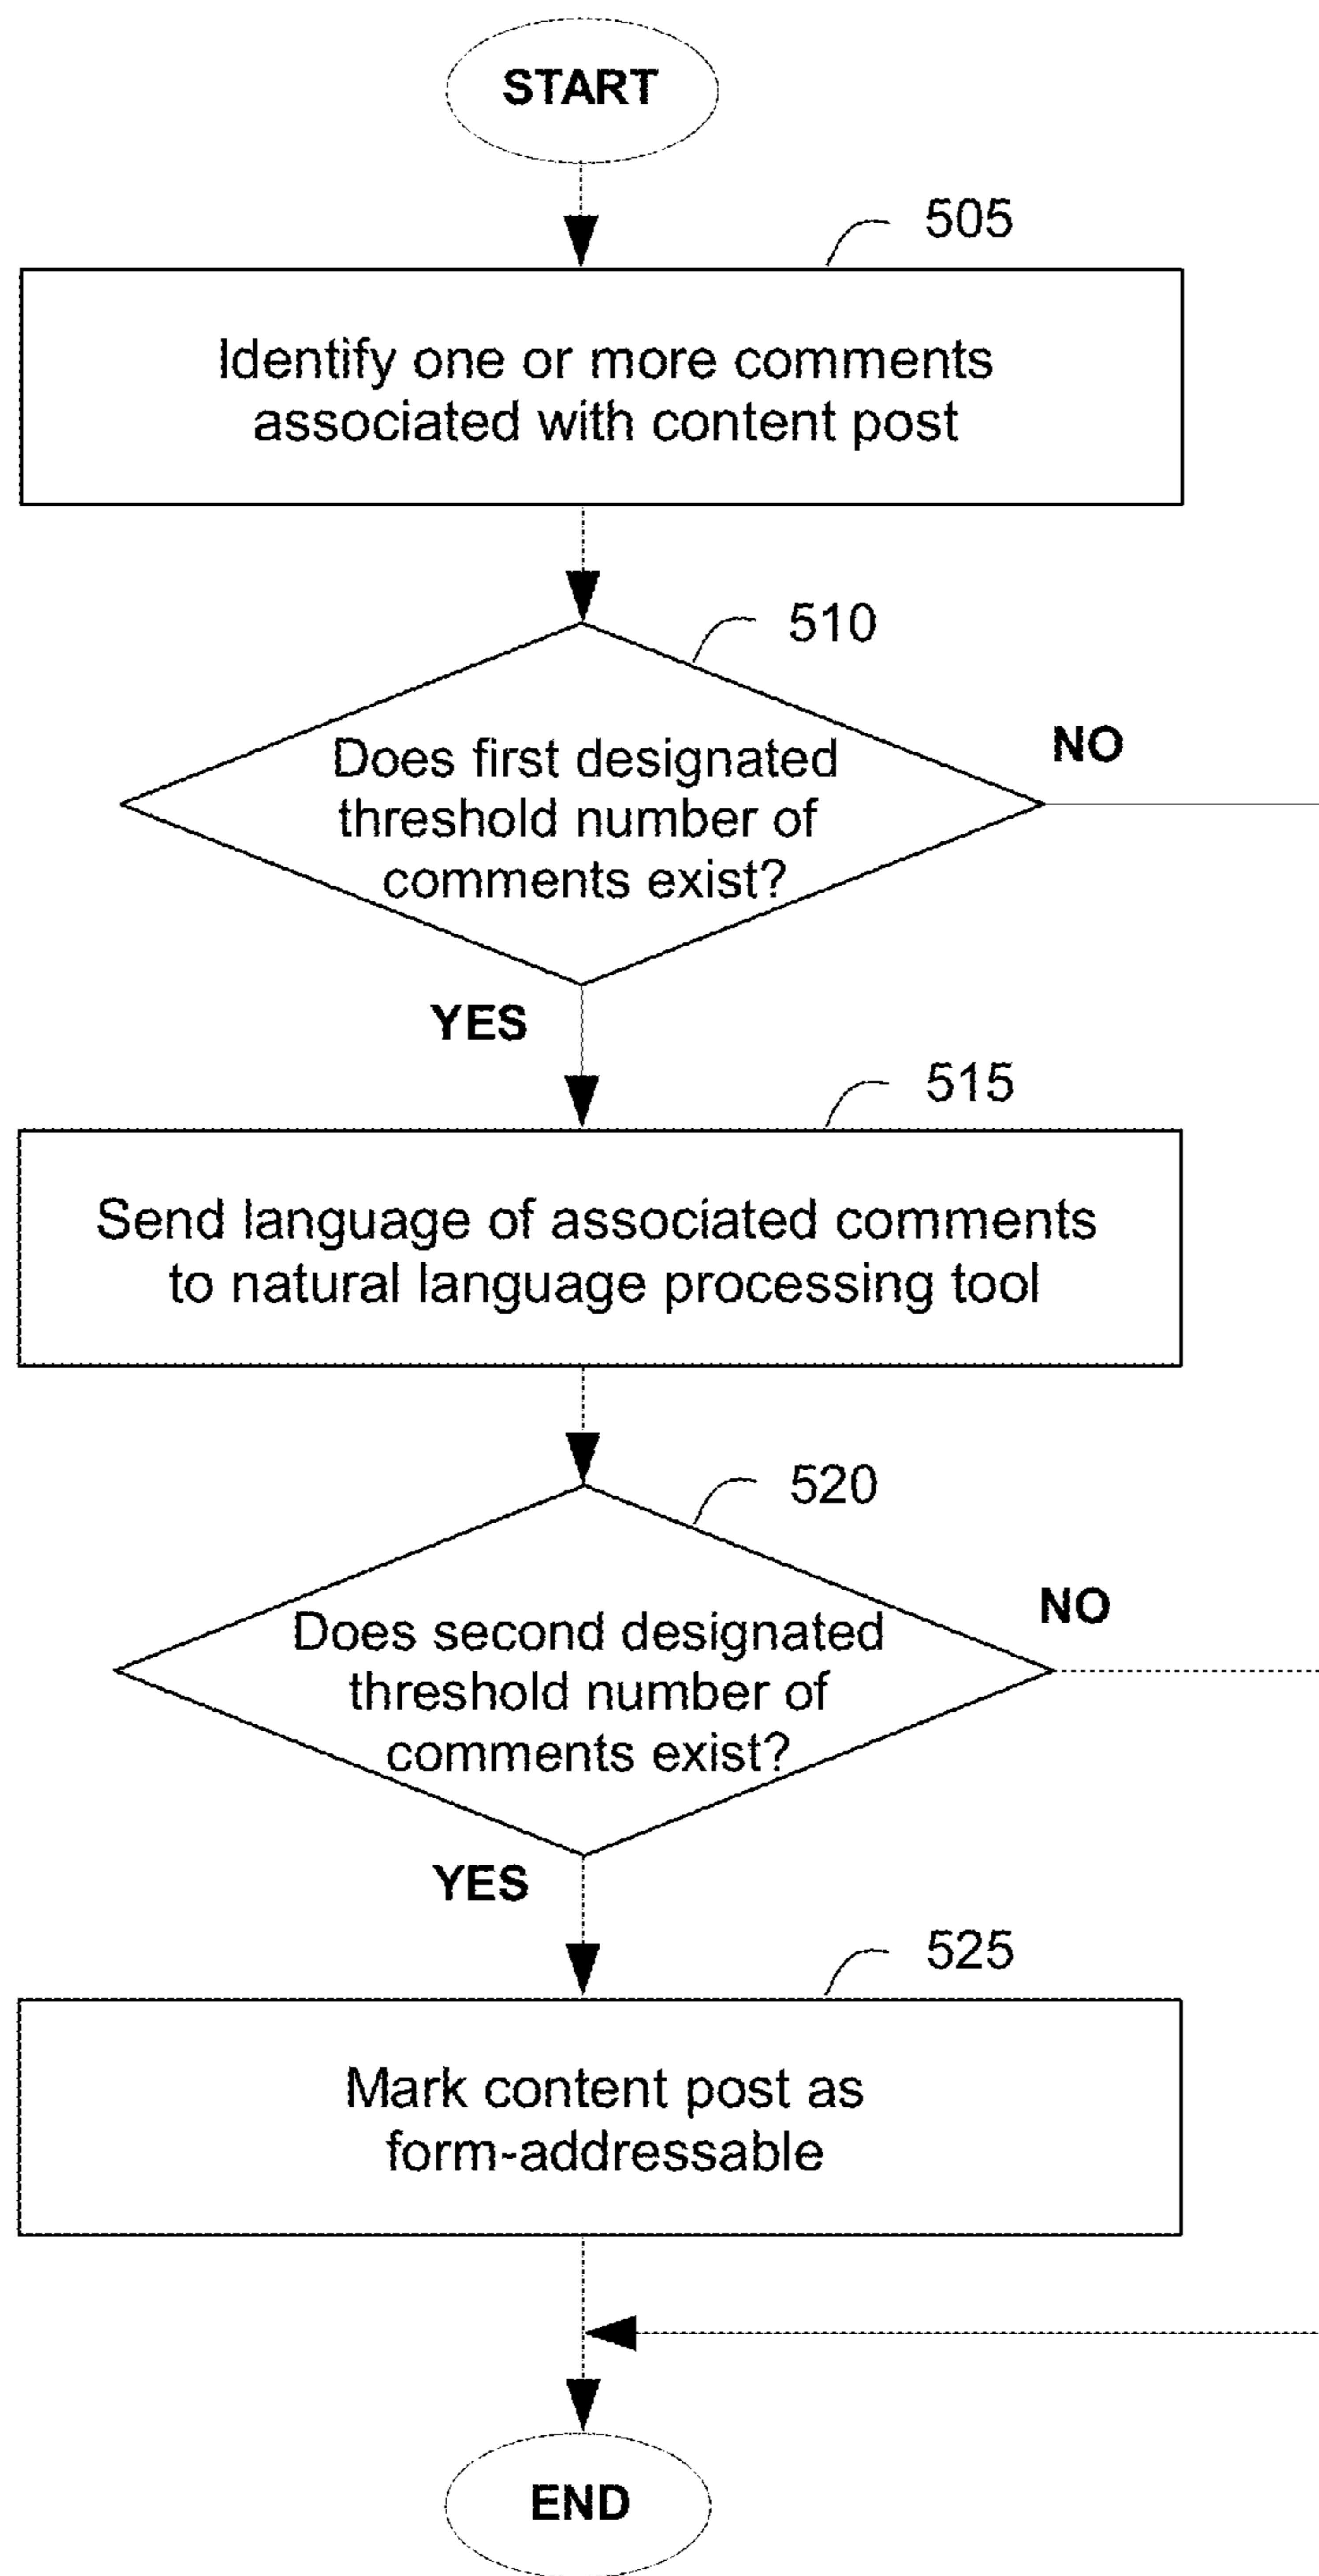 START
505
Identify one or more comments
associated with content post
510
Does first designated
threshold number of
comments exist?
NO
YES
515
Send language of associated comments
to natural language processing tool
520
Does second designated
threshold number of
comments exist?
NO
YES
525
Mark content post as
form-addressable
END